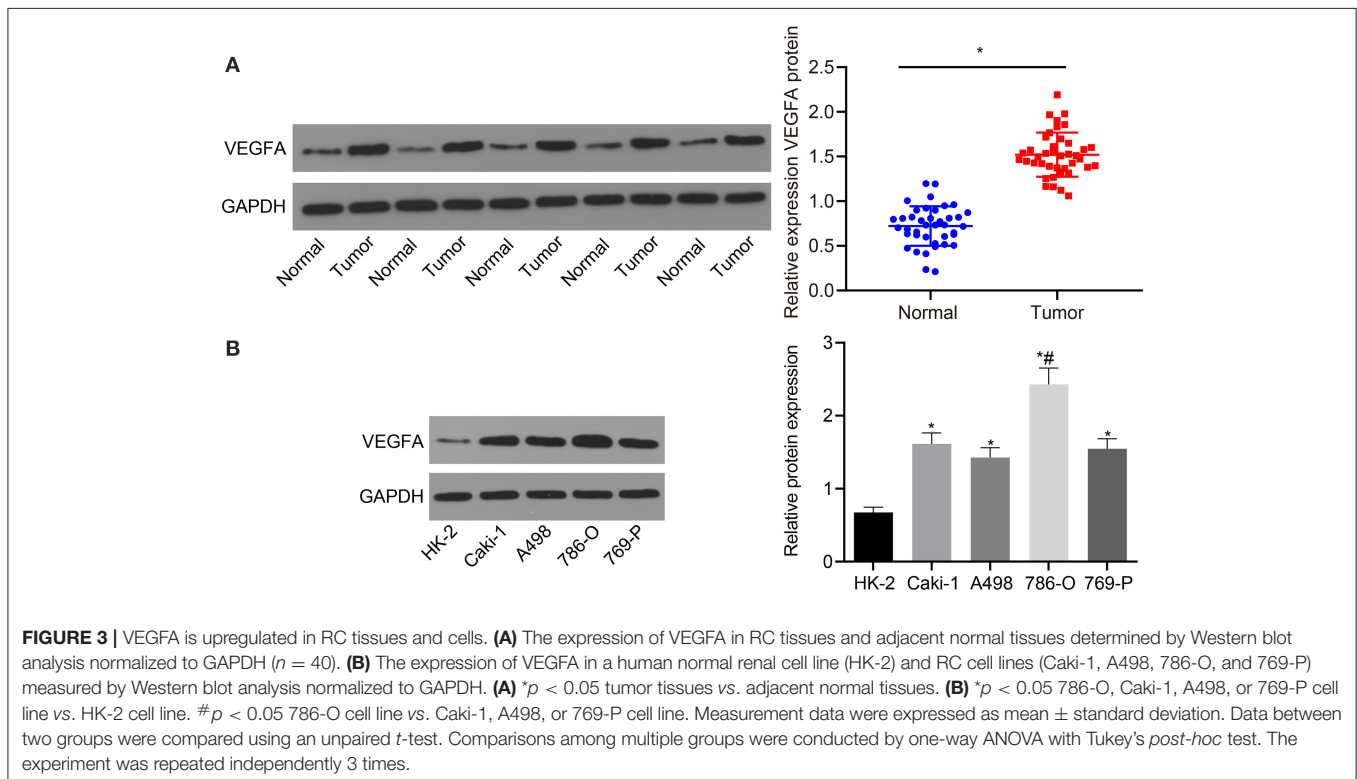 A
VEGFA
GAPDH
Normal Tumor Normal Tumor Normal Tumor Normal Tumor Normal Tumor
*
Relative expression VEGFA protein
2.5
2.0
1.5
1.0
0.5
0.0
Normal Tumor
B
VEGFA
GAPDH
HK-2 Caki-1 A498 786-O 769-P
Relative protein expression
3
2
1
0
* * *# *
HK-2 Caki-1 A498 786-O 769-P
FIGURE 3 | VEGFA is upregulated in RC tissues and cells. (A) The expression of VEGFA in RC tissues and adjacent normal tissues determined by Western blot
analysis normalized to GAPDH (n = 40). (B) The expression of VEGFA in a human normal renal cell line (HK-2) and RC cell lines (Caki-1, A498, 786-O, and 769-P)
measured by Western blot analysis normalized to GAPDH. (A) *p < 0.05 tumor tissues vs. adjacent normal tissues. (B) *p < 0.05 786-O, Caki-1, A498, or 769-P cell
line vs. HK-2 cell line. #p < 0.05 786-O cell line vs. Caki-1, A498, or 769-P cell line. Measurement data were expressed as mean ± standard deviation. Data between
two groups were compared using an unpaired t-test. Comparisons among multiple groups were conducted by one-way ANOVA with Tukey's post-hoc test. The
experiment was repeated independently 3 times.